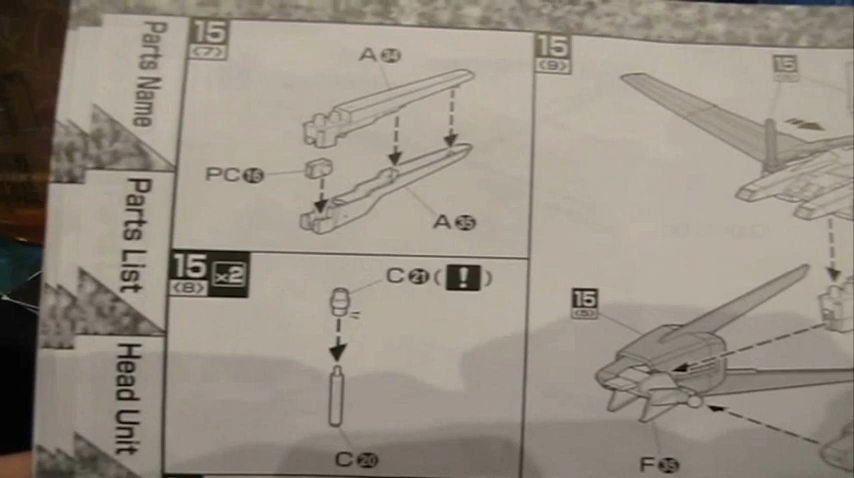 Parts Name
Parts List
Head Unit
15
<7>
A34
PC16
A35
15 x2
<8>
C21(!)
C20
15
<9>
15
15
<5>
F35